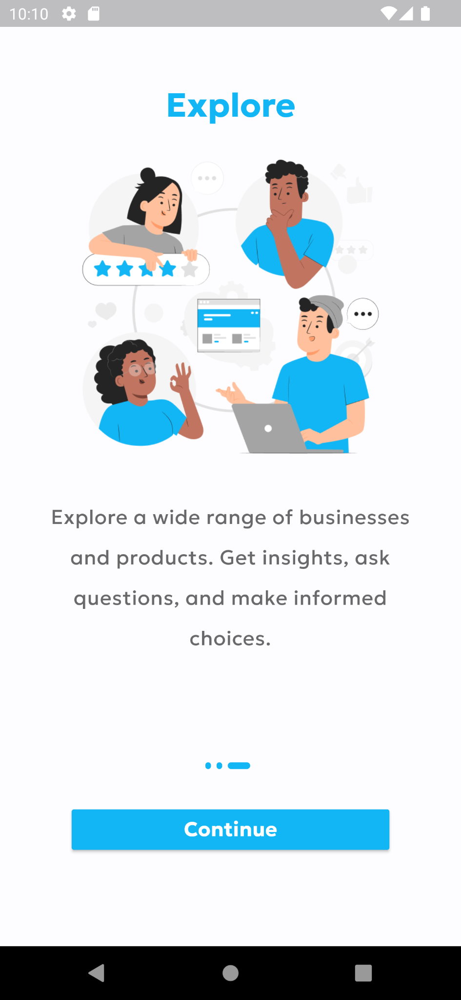 10:10
Explore
Explore a wide range of businesses
and products. Get insights, ask
questions, and make informed
choices.
Continue